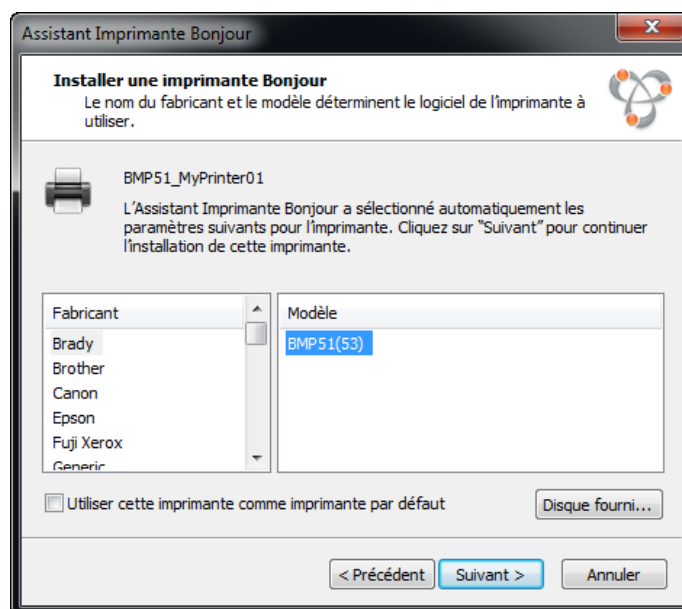 Assistant Imprimante Bonjour
Installer une imprimante Bonjour
Le nom du fabricant et le modèle déterminent le logiciel de l'imprimante à
utiliser.
BMP51_MyPrinter01
L'Assistant Imprimante Bonjour a sélectionné automatiquement les
paramètres suivants pour l'imprimante. Cliquez sur "Suivant" pour continuer
l'installation de cette imprimante.
Fabricant
Brady
Brother
Canon
Epson
Fuji Xerox
Generic
Modèle
BMP51(53)
Utiliser cette imprimante comme imprimante par défaut
Disque fourni...
< Précédent
Suivant >
Annuler